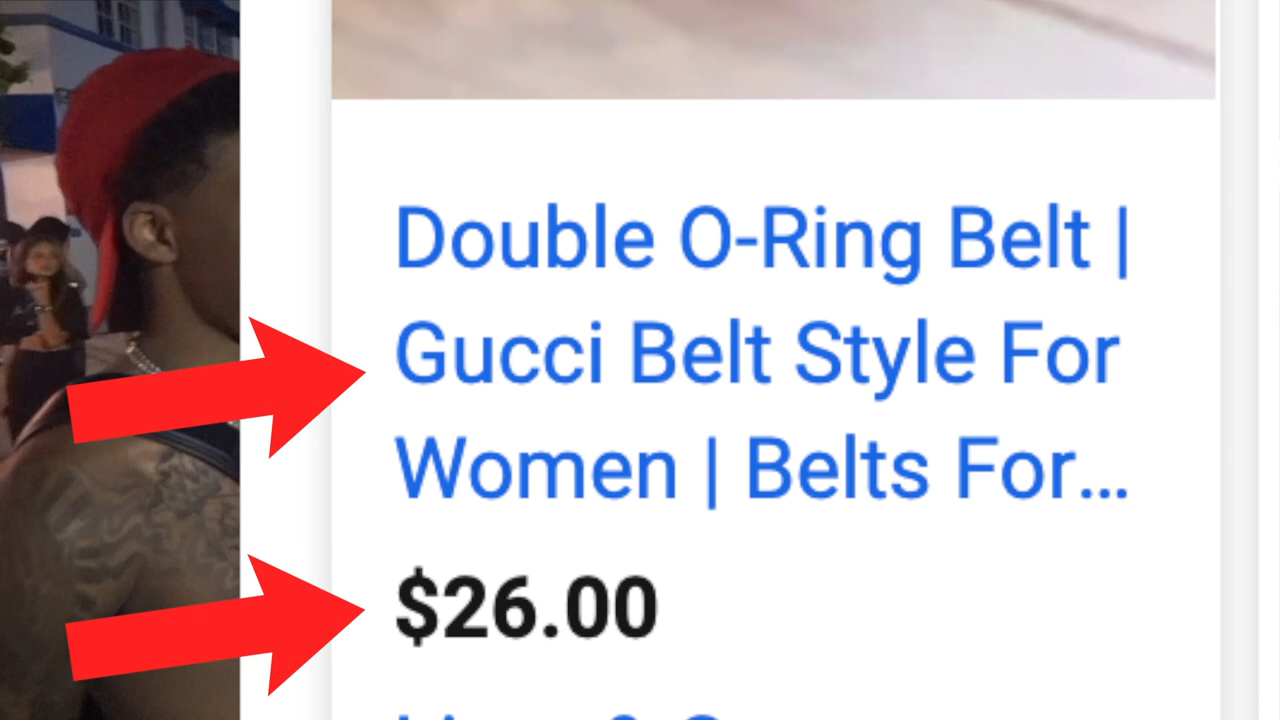 Double O-Ring Belt |
Gucci Belt Style For
Women | Belts For…
$26.00